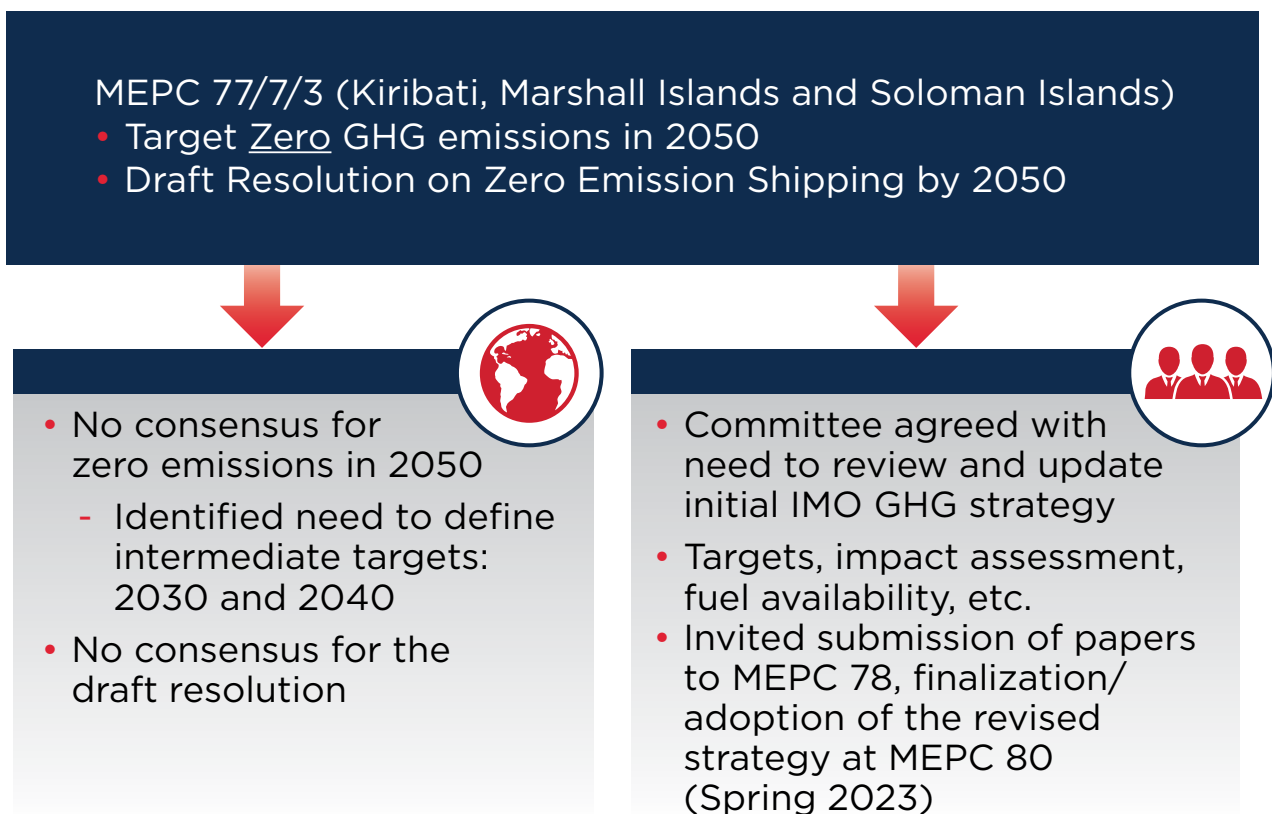 MEPC 77/7/3 (Kiribati, Marshall Islands and Soloman Islands)
• Target Zero GHG emissions in 2050
• Draft Resolution on Zero Emission Shipping by 2050
• No consensus for
zero emissions in 2050
- Identified need to define
intermediate targets:
2030 and 2040
• No consensus for the
draft resolution
• Committee agreed with
need to review and update
initial IMO GHG strategy
• Targets, impact assessment,
fuel availability, etc.
• Invited submission of papers
to MEPC 78, finalization/
adoption of the revised
strategy at MEPC 80
(Spring 2023)